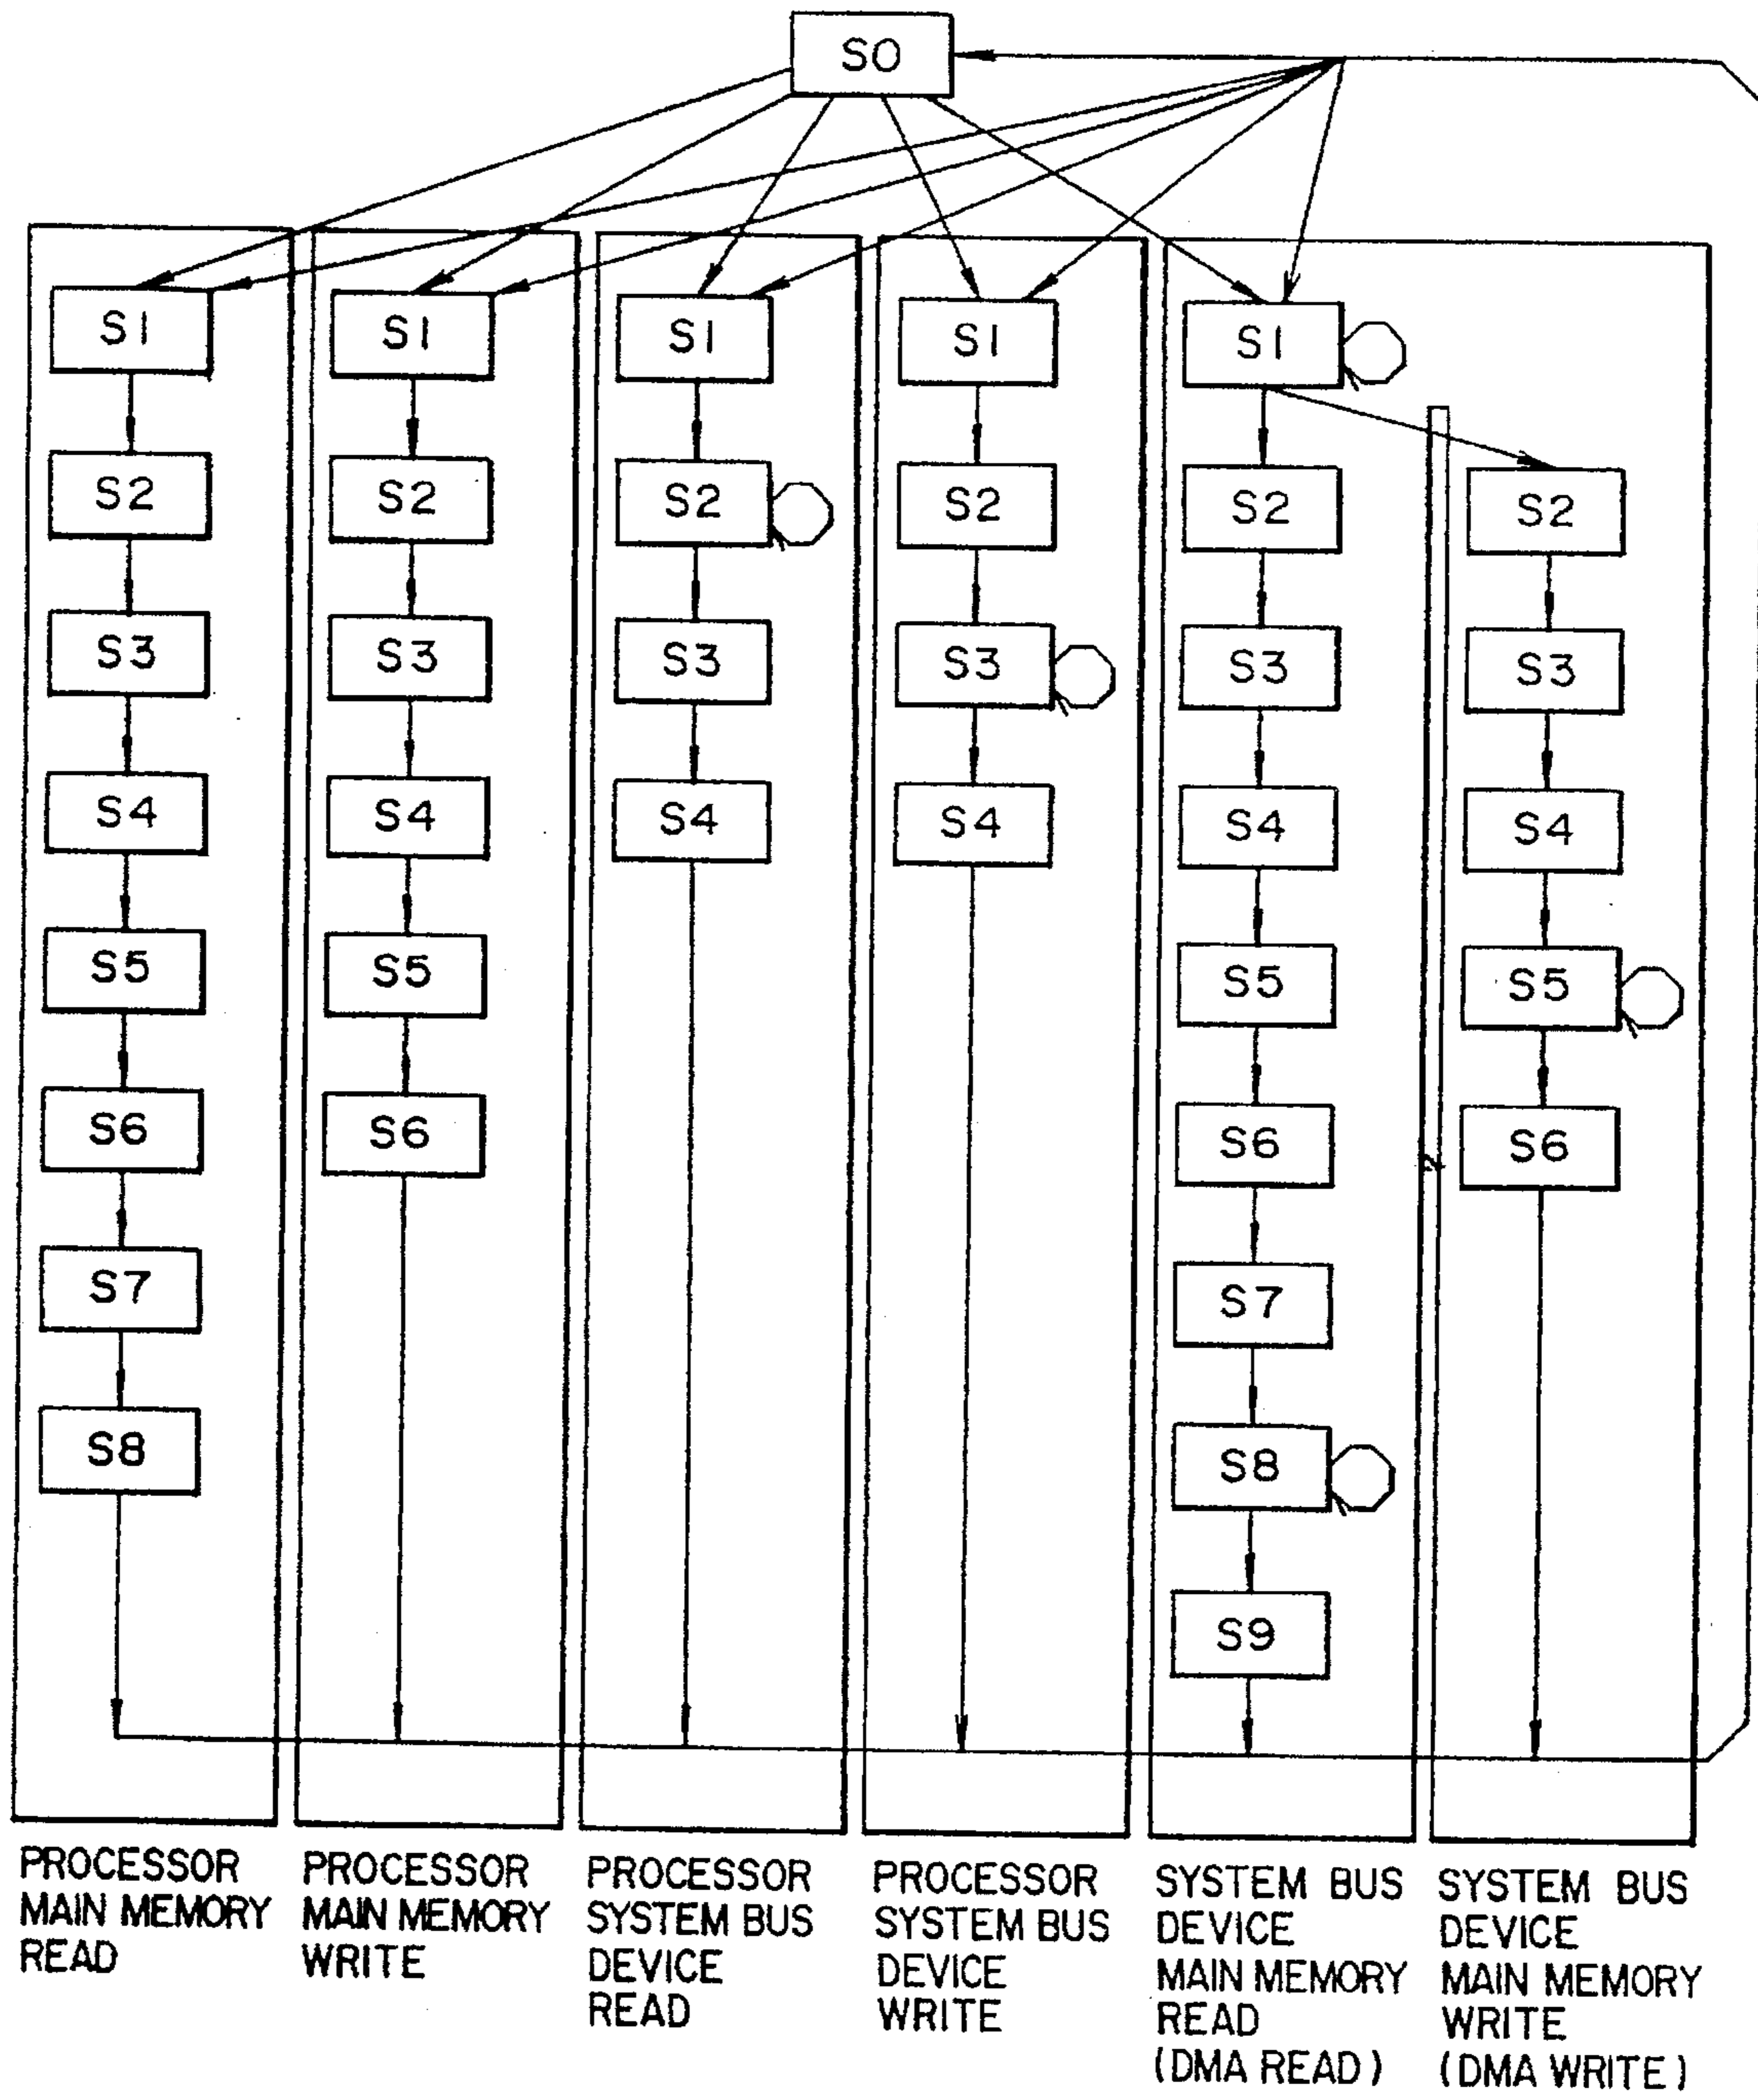 S0
S1
S2
S3
S4
S5
S6
S7
S8
PROCESSOR
MAIN MEMORY
READ
S1
S2
S3
S4
S5
S6
PROCESSOR
MAIN MEMORY
WRITE
S1
S2
S3
S4
PROCESSOR
SYSTEM BUS
DEVICE
READ
S1
S2
S3
S4
PROCESSOR
SYSTEM BUS
DEVICE
WRITE
S1
S2
S3
S4
S5
S6
S7
S8
S9
SYSTEM BUS
DEVICE
MAIN MEMORY
READ
(DMA READ)
S2
S3
S4
S5
S6
SYSTEM BUS
DEVICE
MAIN MEMORY
WRITE
(DMA WRITE)